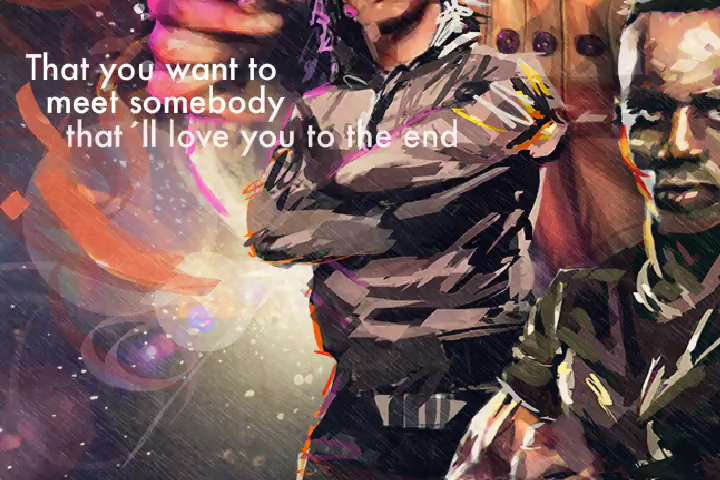 That you want to
meet somebody
that´ll love you to the end